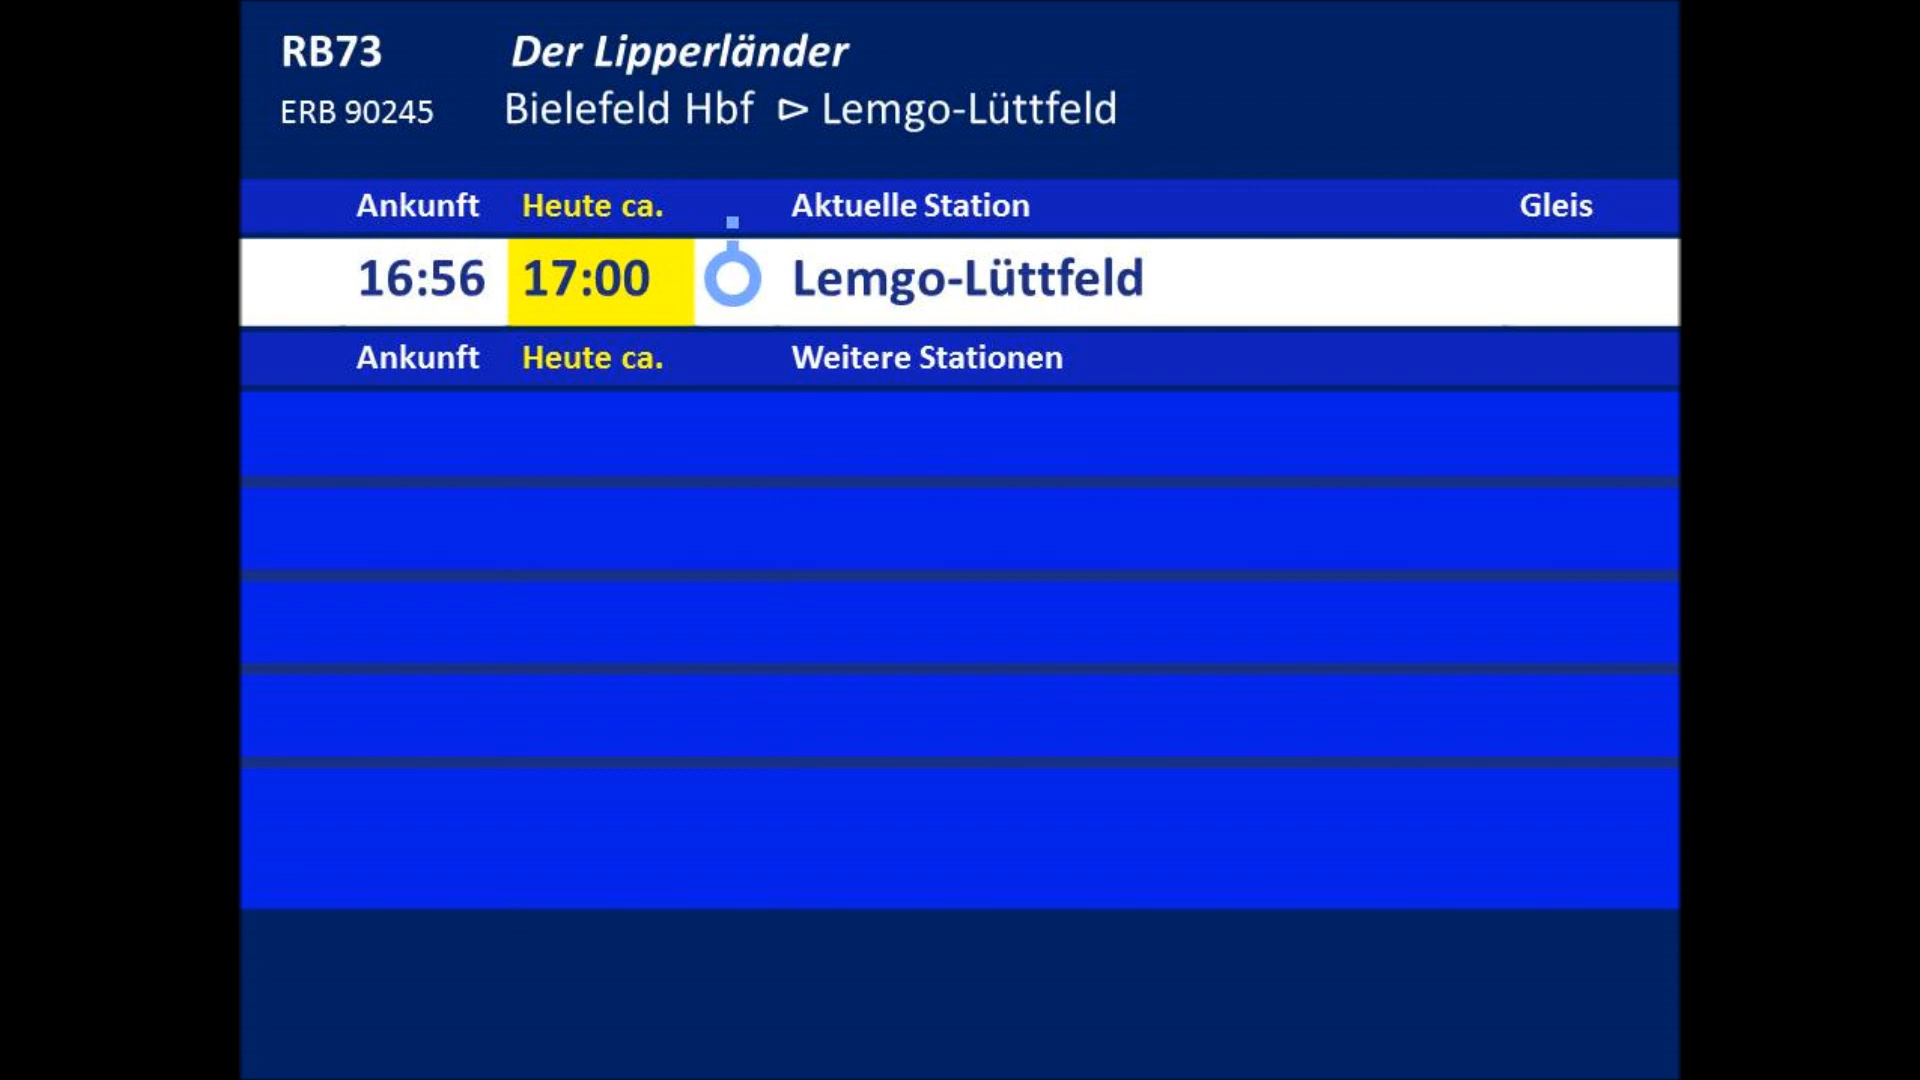 RB73 Der Lipperländer
ERB 90245 Bielefeld Hbf ⊳ Lemgo-Lüttfeld
Ankunft Heute ca. Aktuelle Station Gleis
16:56 17:00 Lemgo-Lüttfeld
Ankunft Heute ca. Weitere Stationen